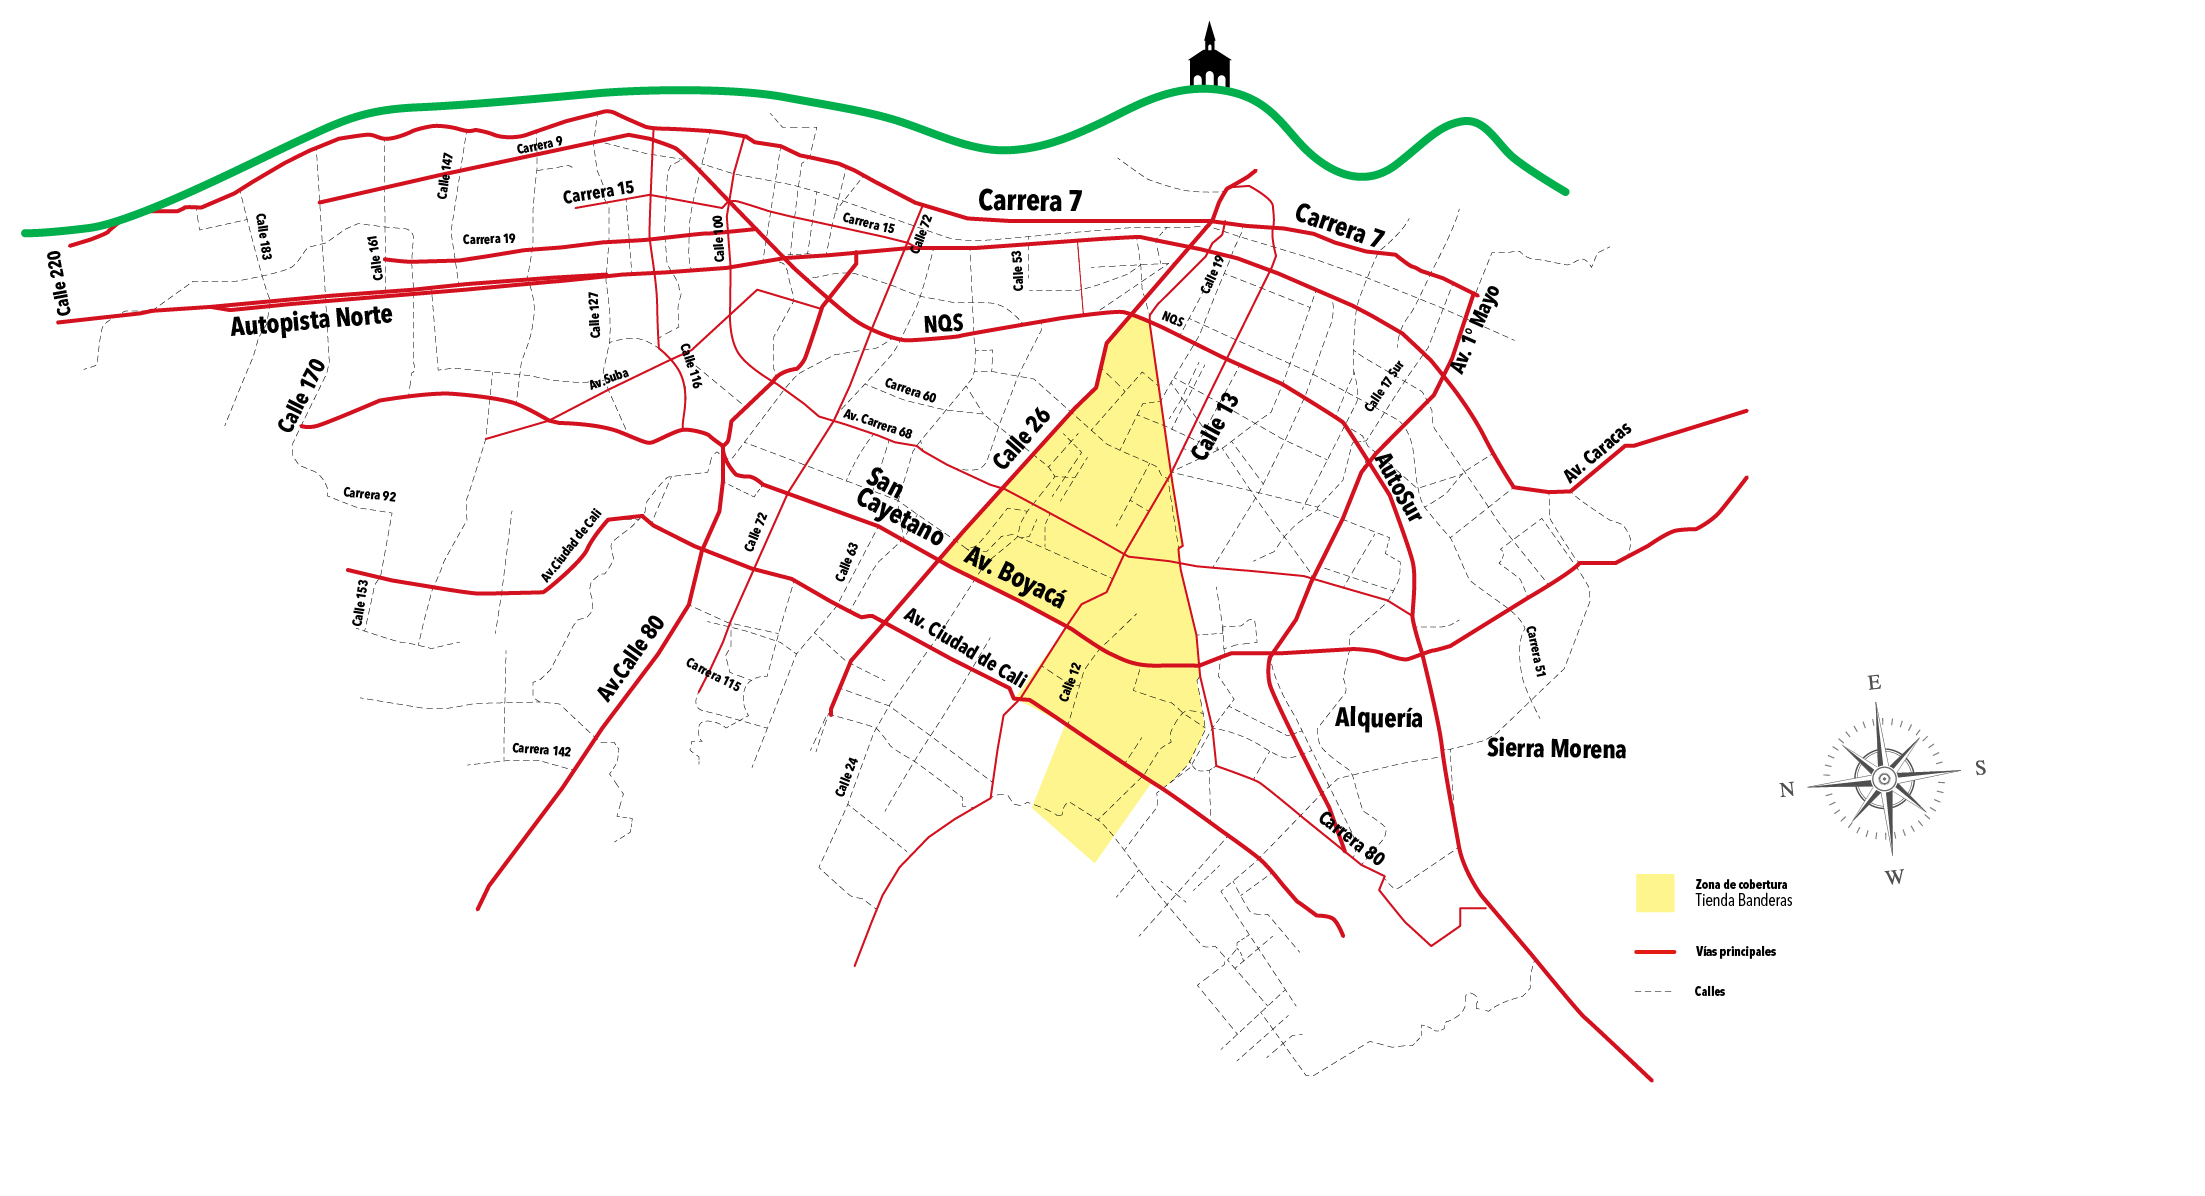 Carrera 9
Calle 147
Carrera 15
Carrera 7
Carrera 7
Carrera 15
Calle 72
Calle 183
Calle 161
Carrera 19
Calle 100
Calle 53
Calle 19
Calle 220
Autopista Norte
Calle 127
NQS
NQS
Av. 1º Mayo
Calle 170
Av.Suba
Calle 116
Carrera 60
Av. Carrera 68
Calle 26
Calle 13
Calle 17 Sur
Av. Caracas
AutoSur
San
Cayetano
Carrera 92
Av.Ciudad de Cali
Calle 72
Calle 63
Av. Boyacá
Calle 153
Av.Calle 80
Carrera 115
Av. Ciudad de Cali
Calle 12
Carrera 51
Alquería
Sierra Morena
Carrera 142
Calle 24
Carrera 80
E
N
S
W
Zona de cobertura
Tienda Banderas
Vías principales
Calles